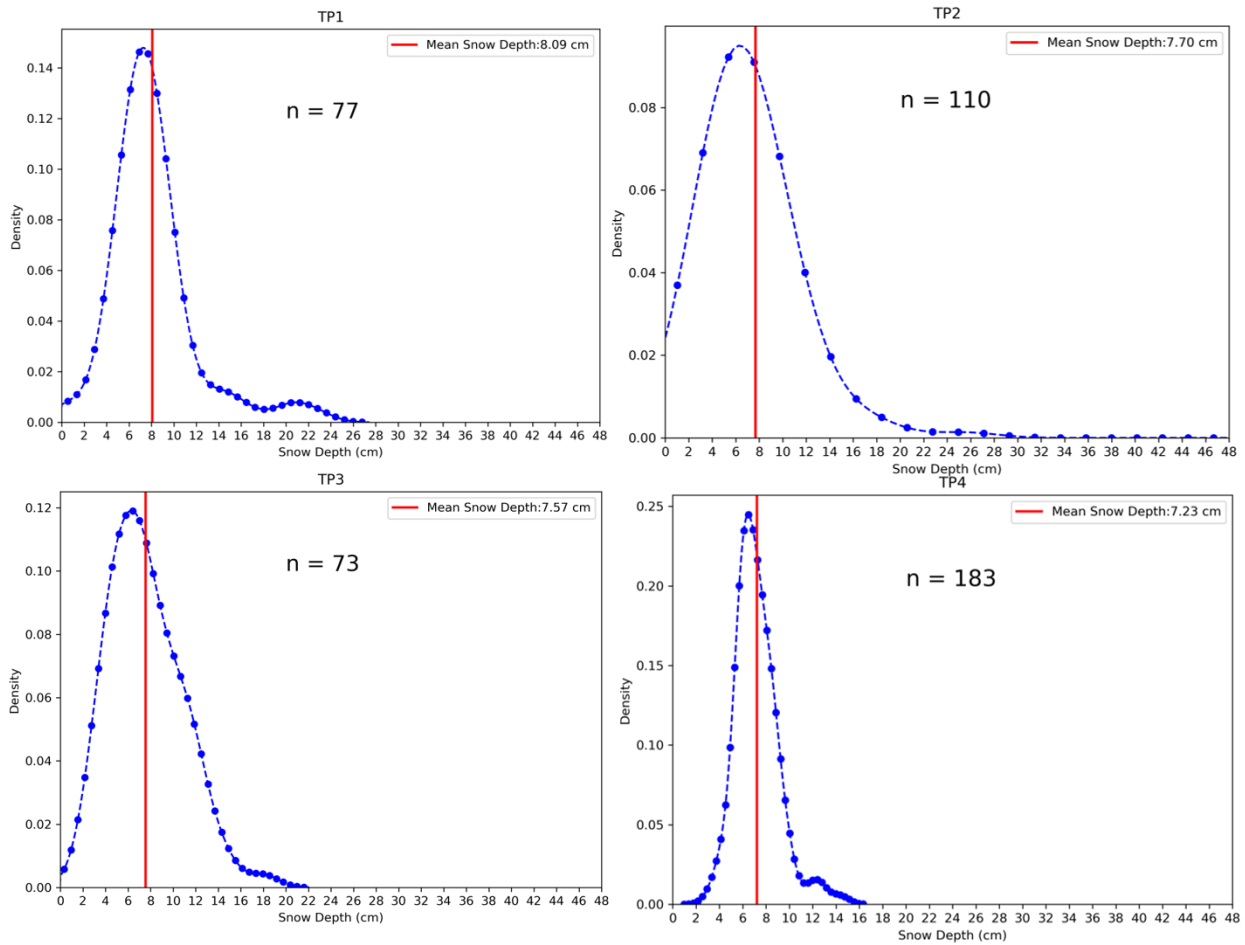 TP1
Mean Snow Depth:8.09 cm
n = 77
Density
0.14
0.12
0.10
0.08
0.06
0.04
0.02
0.00
0 2 4 6 8 10 12 14 16 18 20 22 24 26 28 30 32 34 36 38 40 42 44 46 48
Snow Depth (cm)
TP2
Mean Snow Depth:7.70 cm
n = 110
Density
0.08
0.06
0.04
0.02
0.00
0 2 4 6 8 10 12 14 16 18 20 22 24 26 28 30 32 34 36 38 40 42 44 46 48
Snow Depth (cm)
TP3
Mean Snow Depth:7.57 cm
n = 73
Density
0.12
0.10
0.08
0.06
0.04
0.02
0.00
0 2 4 6 8 10 12 14 16 18 20 22 24 26 28 30 32 34 36 38 40 42 44 46 48
Snow Depth (cm)
TP4
Mean Snow Depth:7.23 cm
n = 183
Density
0.25
0.20
0.15
0.10
0.05
0.00
0 2 4 6 8 10 12 14 16 18 20 22 24 26 28 30 32 34 36 38 40 42 44 46 48
Snow Depth (cm)